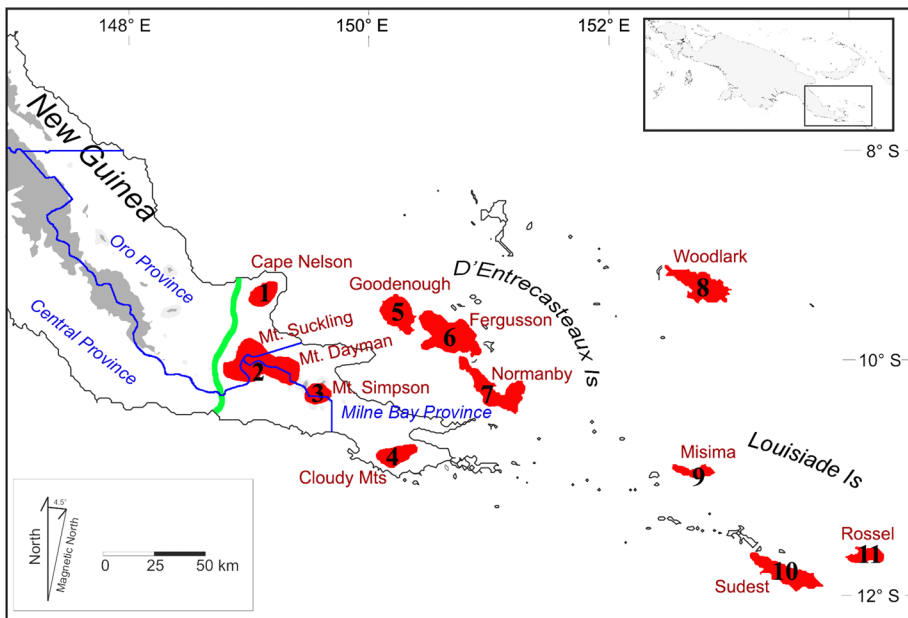 148° E
150° E
152° E
8° S
10° S
12° S
New Guinea
Oro Province
Central Province
Cape Nelson
1
Mt. Suckling
2
Mt. Dayman
3
Mt. Simpson
Milne Bay Province
4
Cloudy Mts
Goodenough
5
D'Entrecasteaux Is
6
Fergusson
Normanby
7
Woodlark
8
Misima
9
Louisiade Is
Rossel
11
10
Sudest
4.5°
North
Magnetic North
0 25 50 km